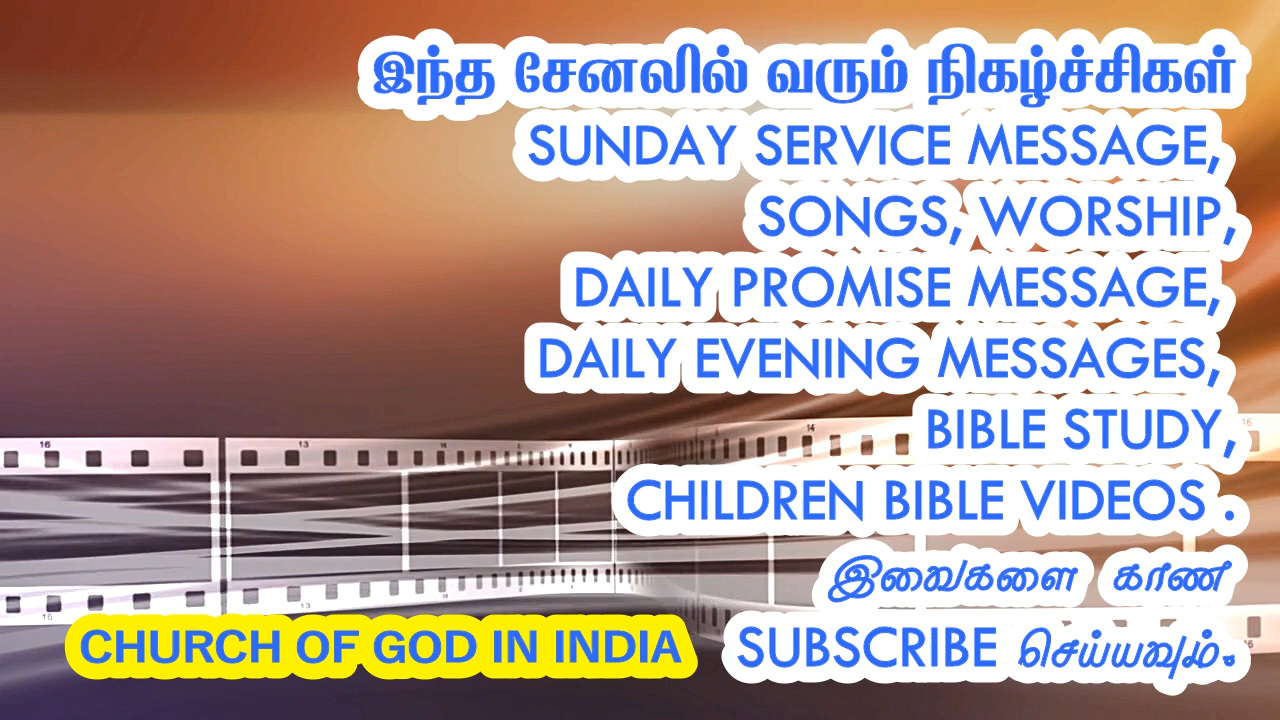 இந்த சேனலில் வரும் நிகழ்ச்சிகள்
SUNDAY SERVICE MESSAGE,
SONGS, WORSHIP,
DAILY PROMISE MESSAGE,
DAILY EVENING MESSAGES,
BIBLE STUDY,
CHILDREN BIBLE VIDEOS .
இவைகளை காண
SUBSCRIBE செய்யவும்.
CHURCH OF GOD IN INDIA